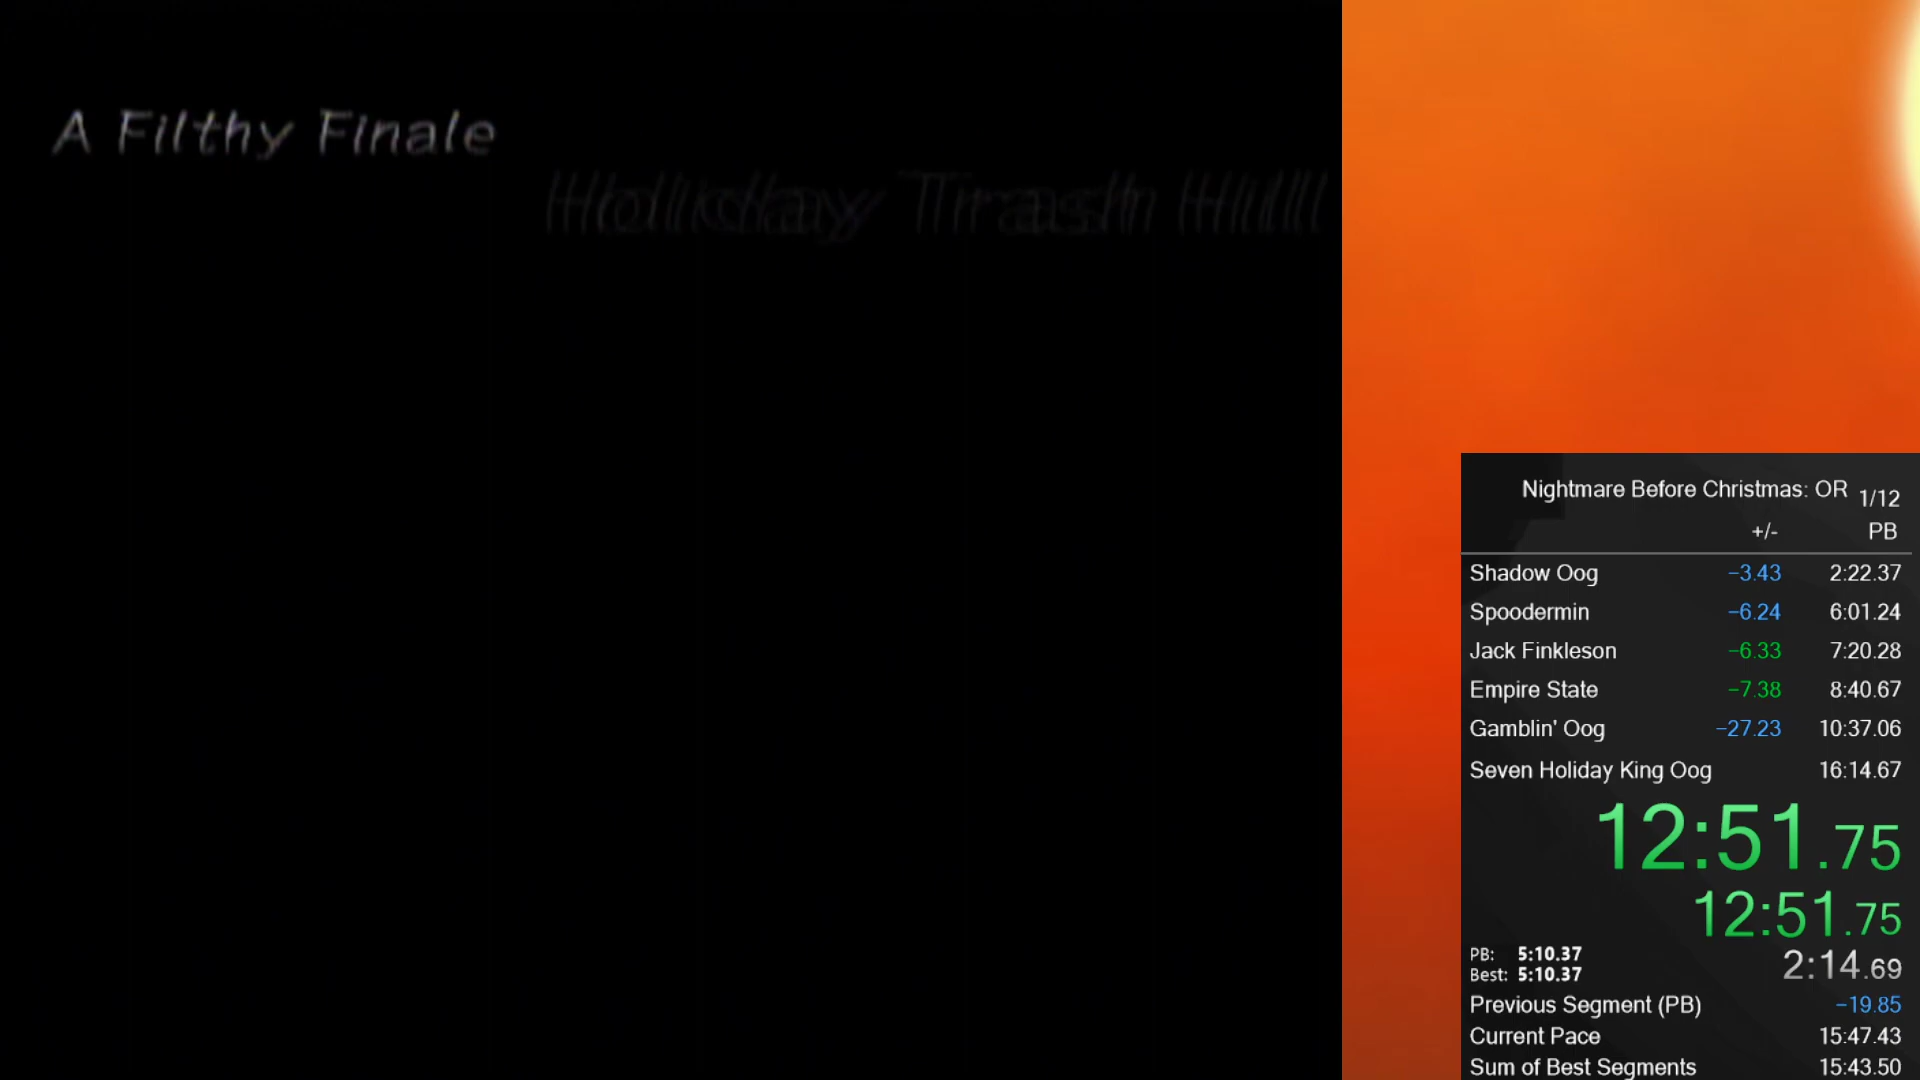 A Filthy Finale
Holiday Trash Hill
Nightmare Before Christmas: OR 1/12
+/- PB
Shadow Oog −3.43 2:22.37
Spoodermin −6.24 6:01.24
Jack Finkleson −6.33 7:20.28
Empire State −7.38 8:40.67
Gamblin' Oog −27.23 10:37.06
Seven Holiday King Oog 16:14.67
12:51.75
12:51.75
PB: 5:10.37
Best: 5:10.37
2:14.69
Previous Segment (PB) −19.85
Current Pace 15:47.43
Sum of Best Segments 15:43.50